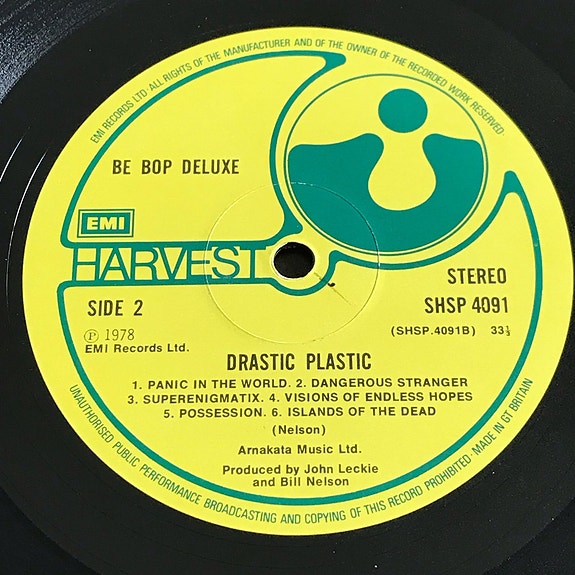 EMI RECORDS LTD· ALL RIGHTS OF THE MANUFACTURER AND OF THE OWNER OF THE RECORDED WORK RESERVED·
BE BOP DELUXE
EMI
HARVEST
STEREO
SIDE 2
SHSP 4091
℗ 1978
(SHSP.4091B) 33⅓
EMI Records Ltd.
DRASTIC PLASTIC
1. PANIC IN THE WORLD. 2. DANGEROUS STRANGER
3. SUPERENIGMATIX. 4. VISIONS OF ENDLESS HOPES
5. POSSESSION. 6. ISLANDS OF THE DEAD
(Nelson)
Arnakata Music Ltd.
Produced by John Leckie
and Bill Nelson
UNAUTHORISED PUBLIC PERFORMANCE BROADCASTING AND COPYING OF THIS RECORD PROHIBITED· MADE IN GT BRITAIN